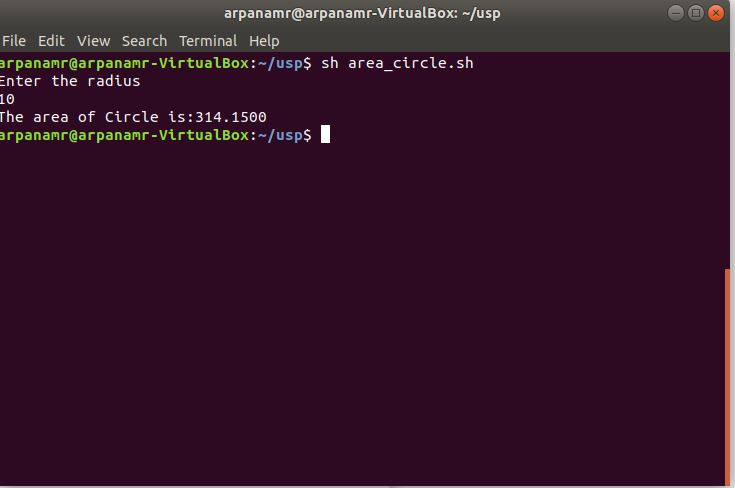 arpanamr@arpanamr-VirtualBox: ~/usp
File Edit View Search Terminal Help
arpanamr@arpanamr-VirtualBox:~/usp$ sh area_circle.sh
Enter the radius
10
The area of Circle is:314.1500
arpanamr@arpanamr-VirtualBox:~/usp$